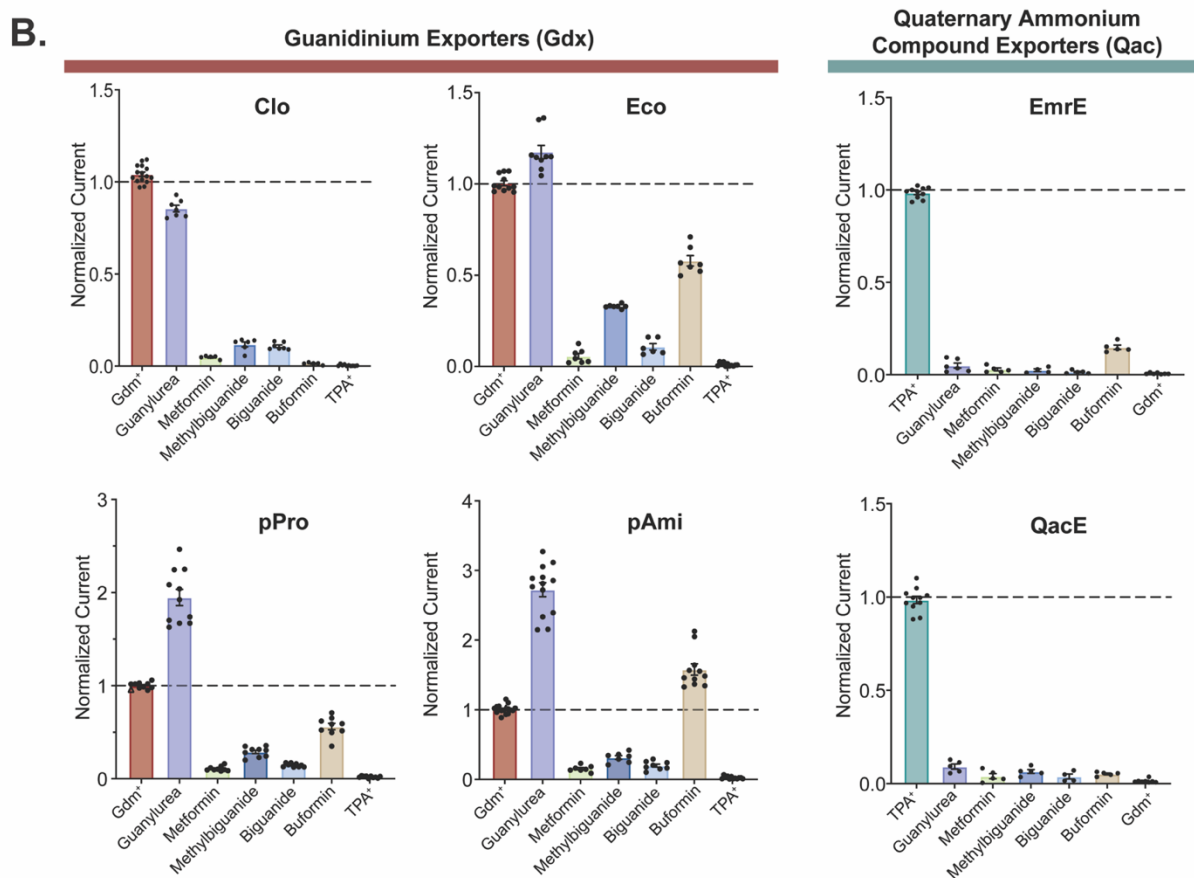 B.
Guanidinium Exporters (Gdx)
Quaternary Ammonium
Compound Exporters (Qac)
Clo
Normalized Current
1.5
1.0
0.5
0.0
Gdm⁺
Guanylurea
Metformin
Methylbiguanide
Biguanide
Buformin
TPA⁺
Eco
Normalized Current
1.5
1.0
0.5
0.0
Gdm⁺
Guanylurea
Metformin
Methylbiguanide
Biguanide
Buformin
TPA⁺
EmrE
Normalized Current
1.5
1.0
0.5
0.0
TPA⁺
Guanylurea
Metformin
Methylbiguanide
Biguanide
Buformin
Gdm⁺
pPro
Normalized Current
3
2
1
0
Gdm⁺
Guanylurea
Metformin
Methylbiguanide
Biguanide
Buformin
TPA⁺
pAmi
Normalized Current
4
3
2
1
0
Gdm⁺
Guanylurea
Metformin
Methylbiguanide
Biguanide
Buformin
TPA⁺
QacE
Normalized Current
1.5
1.0
0.5
0.0
TPA⁺
Guanylurea
Metformin
Methylbiguanide
Biguanide
Buformin
Gdm⁺